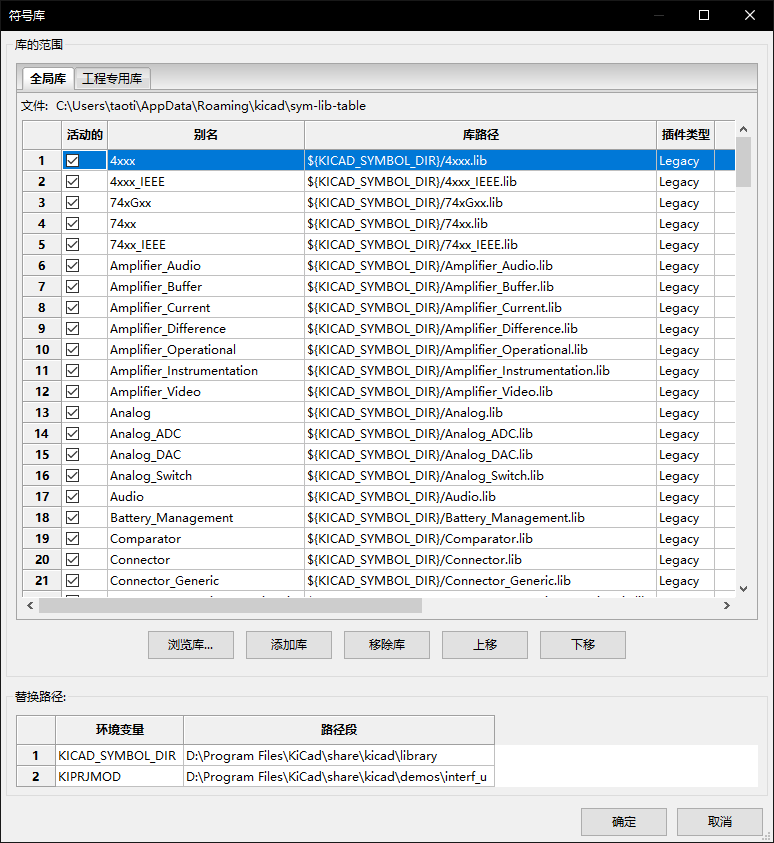 符号库
库的范围
全局库 工程专用库
文件: C:\Users\taoti\AppData\Roaming\kicad\sym-lib-table
活动的 别名 库路径 插件类型
1 4xxx ${KICAD_SYMBOL_DIR}/4xxx.lib Legacy
2 4xxx_IEEE ${KICAD_SYMBOL_DIR}/4xxx_IEEE.lib Legacy
3 74xGxx ${KICAD_SYMBOL_DIR}/74xGxx.lib Legacy
4 74xx ${KICAD_SYMBOL_DIR}/74xx.lib Legacy
5 74xx_IEEE ${KICAD_SYMBOL_DIR}/74xx_IEEE.lib Legacy
6 Amplifier_Audio ${KICAD_SYMBOL_DIR}/Amplifier_Audio.lib Legacy
7 Amplifier_Buffer ${KICAD_SYMBOL_DIR}/Amplifier_Buffer.lib Legacy
8 Amplifier_Current ${KICAD_SYMBOL_DIR}/Amplifier_Current.lib Legacy
9 Amplifier_Difference ${KICAD_SYMBOL_DIR}/Amplifier_Difference.lib Legacy
10 Amplifier_Operational ${KICAD_SYMBOL_DIR}/Amplifier_Operational.lib Legacy
11 Amplifier_Instrumentation ${KICAD_SYMBOL_DIR}/Amplifier_Instrumentation.lib Legacy
12 Amplifier_Video ${KICAD_SYMBOL_DIR}/Amplifier_Video.lib Legacy
13 Analog ${KICAD_SYMBOL_DIR}/Analog.lib Legacy
14 Analog_ADC ${KICAD_SYMBOL_DIR}/Analog_ADC.lib Legacy
15 Analog_DAC ${KICAD_SYMBOL_DIR}/Analog_DAC.lib Legacy
16 Analog_Switch ${KICAD_SYMBOL_DIR}/Analog_Switch.lib Legacy
17 Audio ${KICAD_SYMBOL_DIR}/Audio.lib Legacy
18 Battery_Management ${KICAD_SYMBOL_DIR}/Battery_Management.lib Legacy
19 Comparator ${KICAD_SYMBOL_DIR}/Comparator.lib Legacy
20 Connector ${KICAD_SYMBOL_DIR}/Connector.lib Legacy
21 Connector_Generic ${KICAD_SYMBOL_DIR}/Connector_Generic.lib Legacy
浏览库... 添加库 移除库 上移 下移
替换路径:
环境变量 路径段
1 KICAD_SYMBOL_DIR D:\Program Files\KiCad\share\kicad\library
2 KIPRJMOD D:\Program Files\KiCad\share\kicad\demos\interf_u
确定 取消